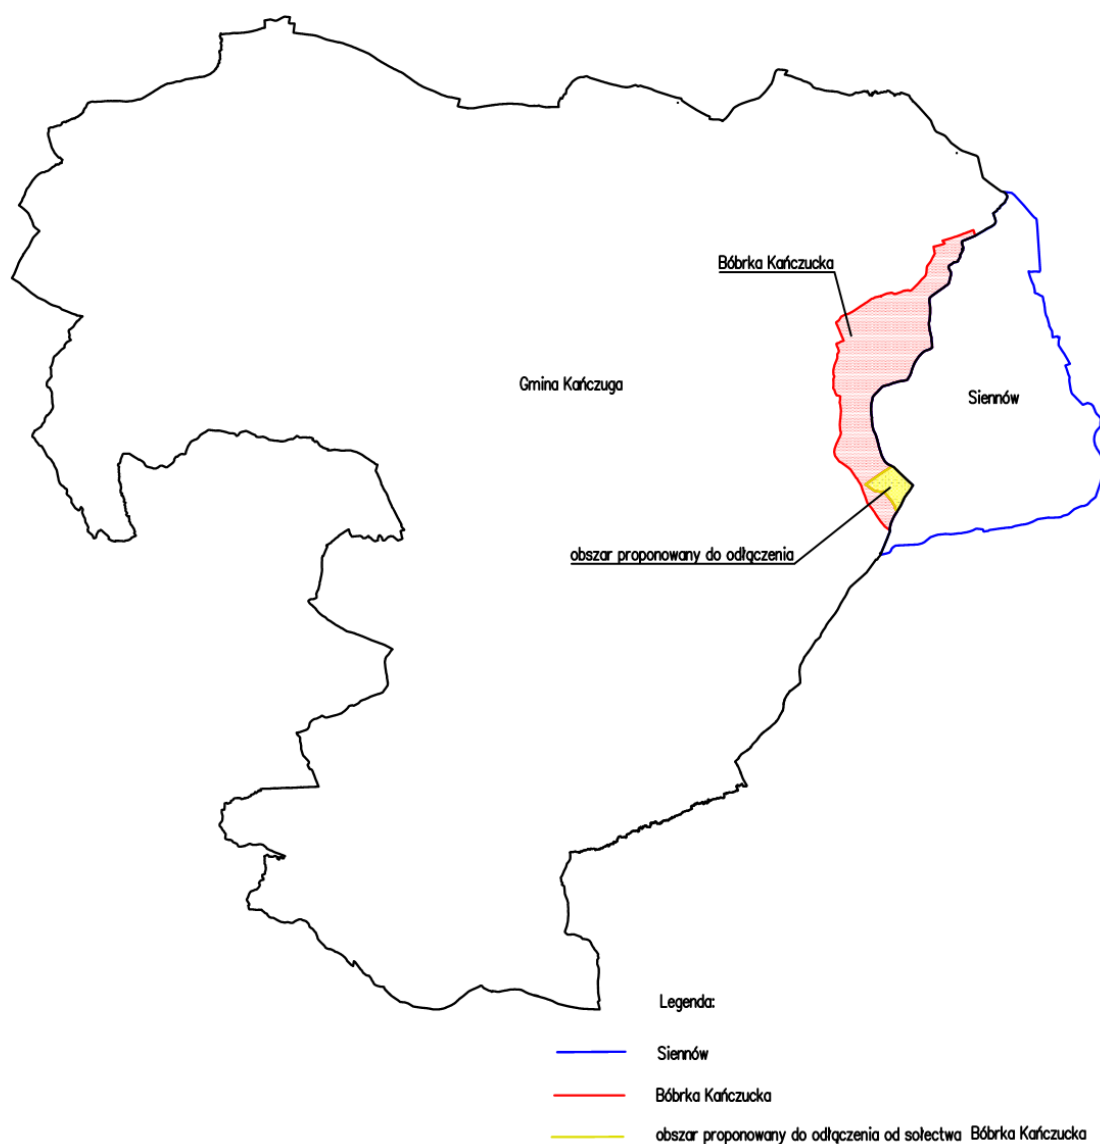 Bóbrka Kańczucka
Gmina Kańczuga
Siennów
obszar proponowany do odłączenia
Legenda:
Siennów
Bóbrka Kańczucka
obszar proponowany do odłączenia od sołectwa Bóbrka Kańczucka